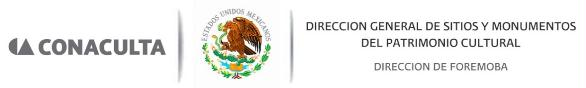 CONACULTA
ESTADOS UNIDOS MEXICANOS
DIRECCION GENERAL DE SITIOS Y MONUMENTOS
DEL PATRIMONIO CULTURAL
DIRECCION DE FOREMOBA